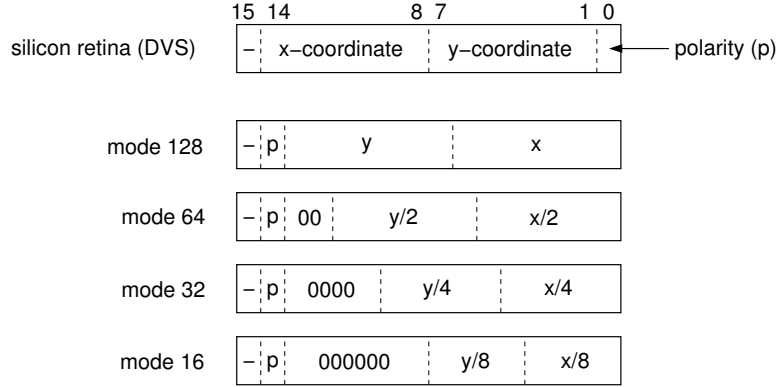 15 14 8 7 1 0
silicon retina (DVS) – x–coordinate y–coordinate polarity (p)
mode 128 – p y x
mode 64 – p 00 y/2 x/2
mode 32 – p 0000 y/4 x/4
mode 16 – p 000000 y/8 x/8